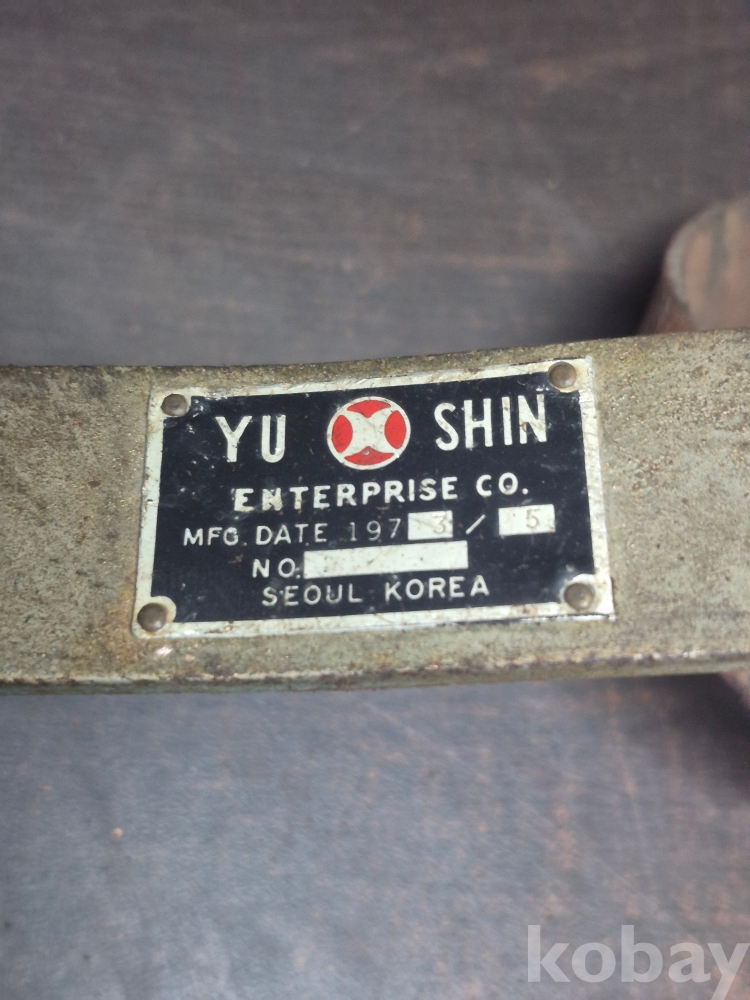 YU SHIN
ENTERPRISE CO.
MFG. DATE 1973 / 5
NO.
SEOUL KOREA
kobay